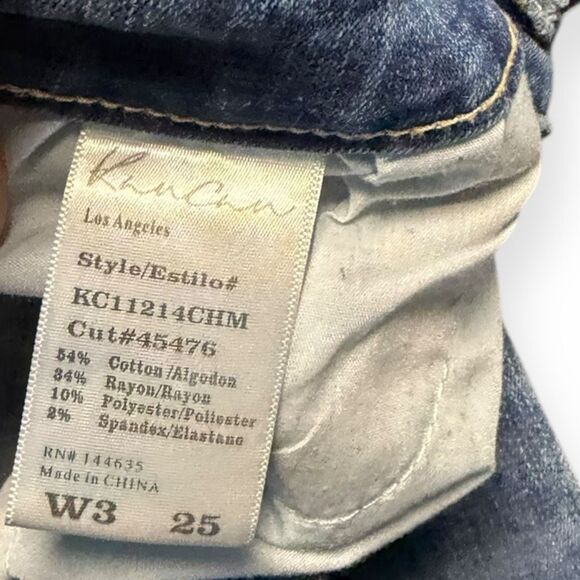 KanCan
Los Angeles
Style/Estilo#
KC11214CHM
Cut#45476
54% Cotton/Algodon
34% Rayon/Rayon
10% Polyester/Poliester
2% Spandex/Elastano
RN# 144635
Made in CHINA
W3 25